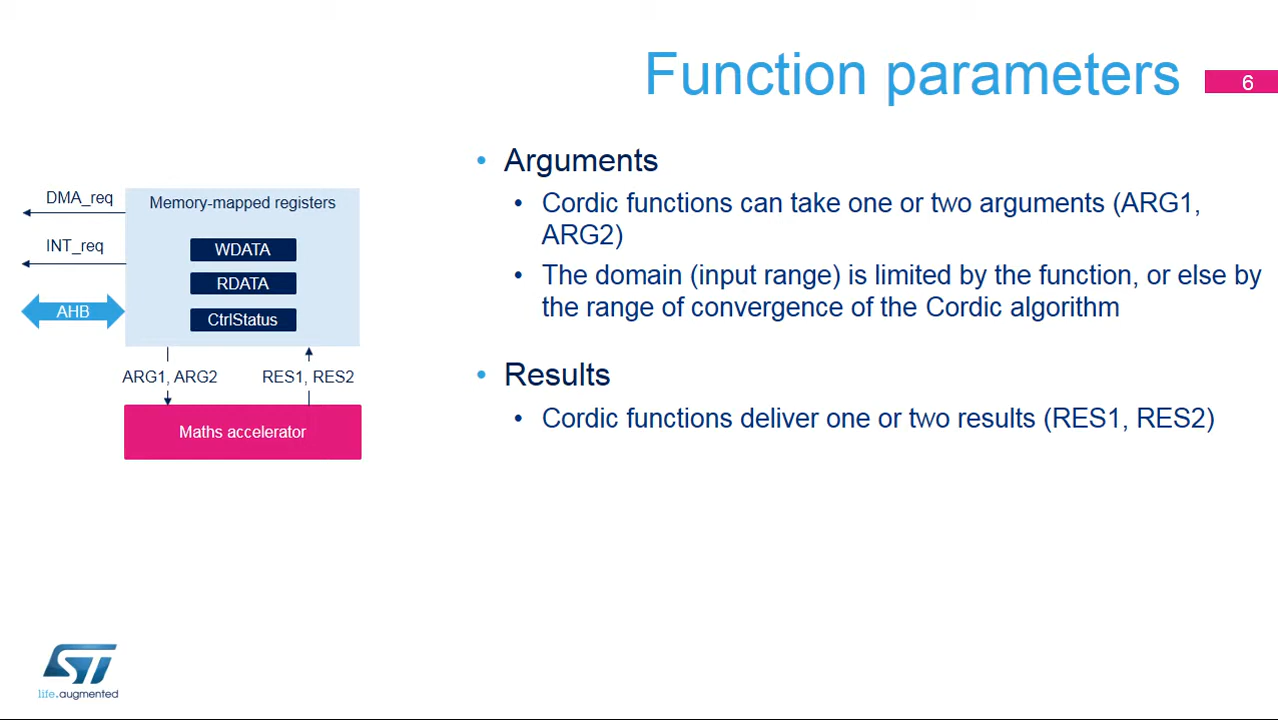 Function parameters
6
• Arguments
• Cordic functions can take one or two arguments (ARG1,
ARG2)
• The domain (input range) is limited by the function, or else by
the range of convergence of the Cordic algorithm
• Results
• Cordic functions deliver one or two results (RES1, RES2)
DMA_req
INT_req
AHB
Memory-mapped registers
WDATA
RDATA
CtrlStatus
ARG1, ARG2
RES1, RES2
Maths accelerator
ST
life.augmented